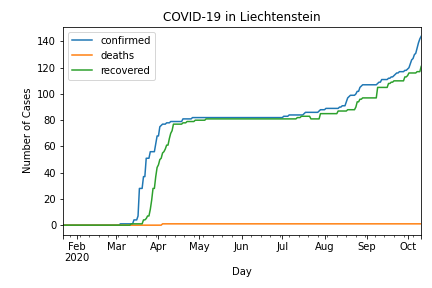 COVID-19 in Liechtenstein
confirmed
deaths
recovered
Number of Cases
140
120
100
80
60
40
20
0
Feb Mar Apr May Jun Jul Aug Sep Oct
2020
Day